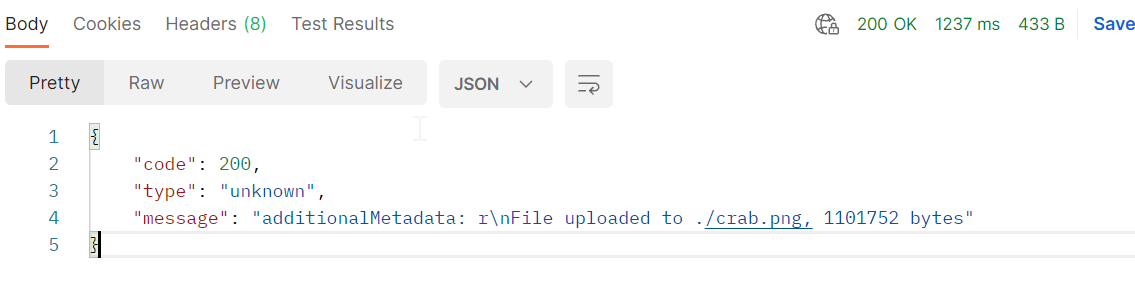 Body Cookies Headers (8) Test Results 200 OK 1237 ms 433 B Save
Pretty Raw Preview Visualize JSON
1 {
2 "code": 200,
3 "type": "unknown",
4 "message": "additionalMetadata: r\nFile uploaded to ./crab.png, 1101752 bytes"
5 }